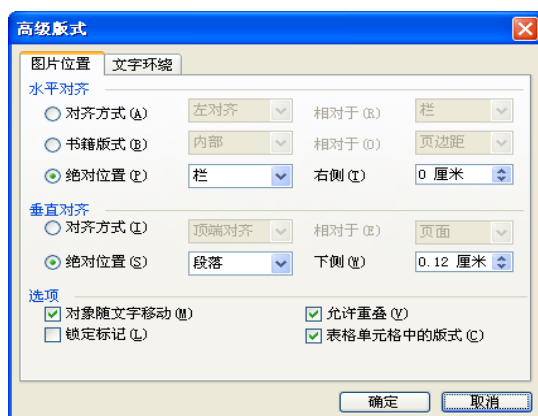 高级版式
图片位置 文字环绕
水平对齐
对齐方式(A) 左对齐 相对于(R) 栏
书籍版式(B) 内部 相对于(O) 页边距
绝对位置(P) 栏 右侧(T) 0 厘米
垂直对齐
对齐方式(I) 顶端对齐 相对于(E) 页面
绝对位置(S) 段落 下侧(W) 0.12 厘米
选项
对象随文字移动(M) 允许重叠(V)
锁定标记(L) 表格单元格中的版式(C)
确定 取消